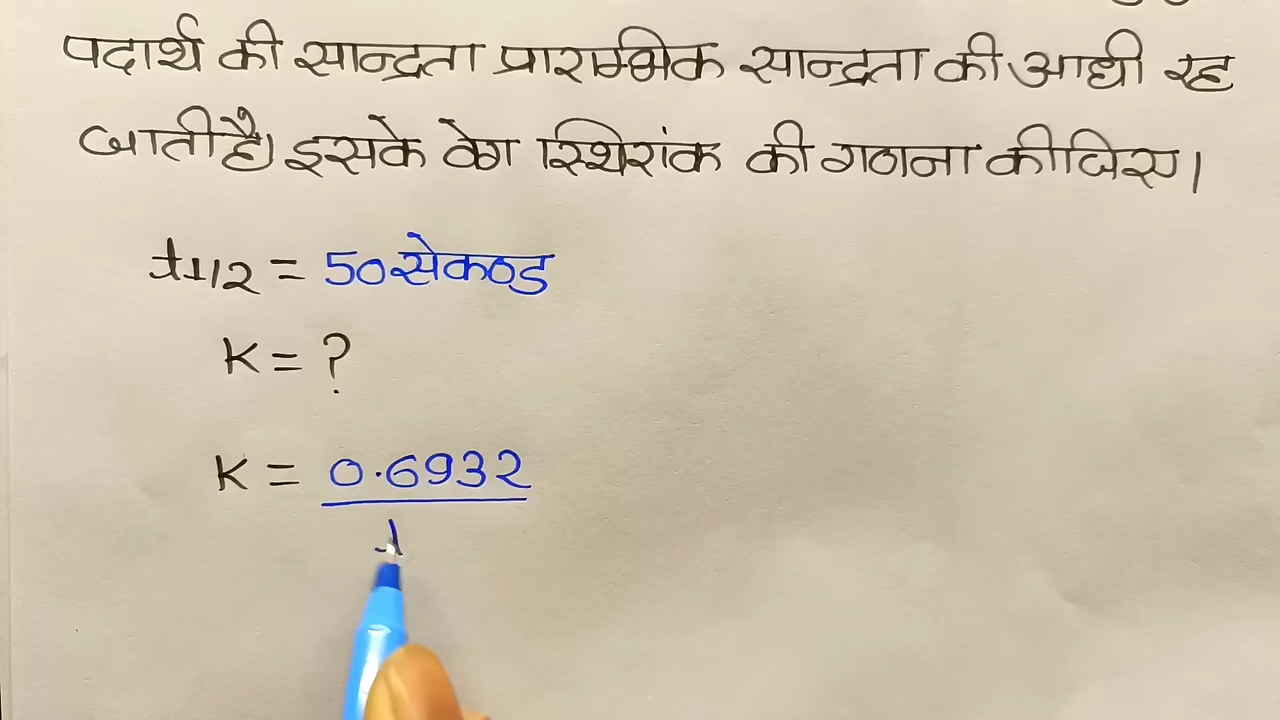 पदार्थ की सान्द्रता प्रारम्भिक सान्द्रता की आधी रह
जाती है। इसके वेग स्थिरांक की गणना कीजिए।
t1/2 = 50 सेकण्ड
K = ?
K = 0.6932